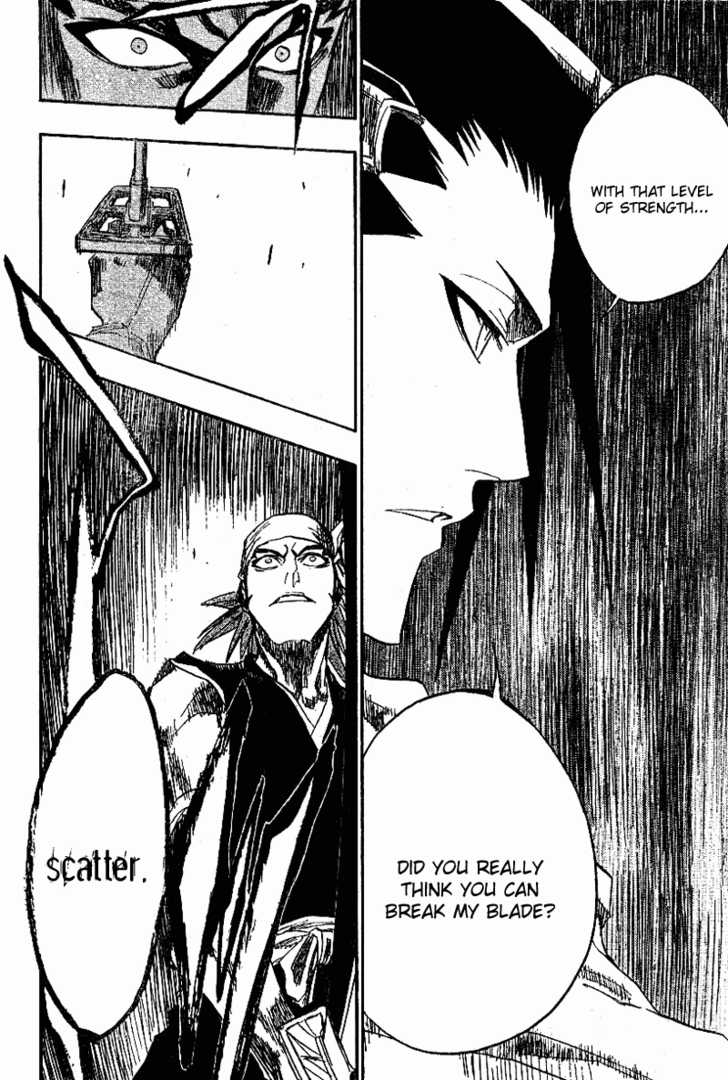 WITH THAT LEVEL
OF STRENGTH...
DID YOU REALLY
THINK YOU CAN
BREAK MY BLADE?
scatter.